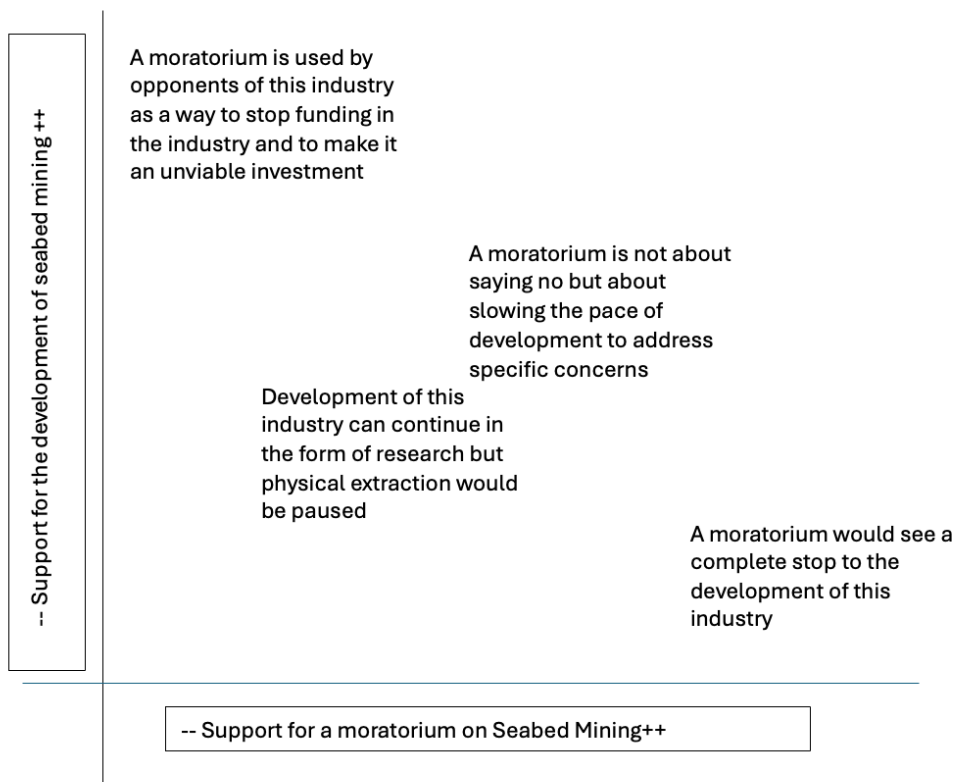 -- Support for the development of seabed mining ++
A moratorium is used by
opponents of this industry
as a way to stop funding in
the industry and to make it
an unviable investment
A moratorium is not about
saying no but about
slowing the pace of
development to address
specific concerns
Development of this
industry can continue in
the form of research but
physical extraction would
be paused
A moratorium would see a
complete stop to the
development of this
industry
-- Support for a moratorium on Seabed Mining++